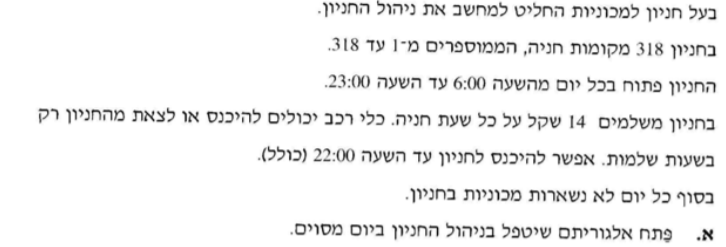 בעל חניון למכוניות החליט למחשב את ניהול החניון.
בחניון 318 מקומות חניה, הממוספרים מ־1 עד 318.
החניון פתוח בכל יום מהשעה 6:00 עד השעה 23:00.
בחניון משלמים 14 שקל על כל שעת חניה. כלי רכב יכולים להיכנס או לצאת מהחניון רק
בשעות שלמות. אפשר להיכנס לחניון עד השעה 22:00 (כולל).
בסוף כל יום לא נשארות מכוניות בחניון.
א. פַּתח אלגוריתם שיטפל בניהול החניון ביום מסוים.